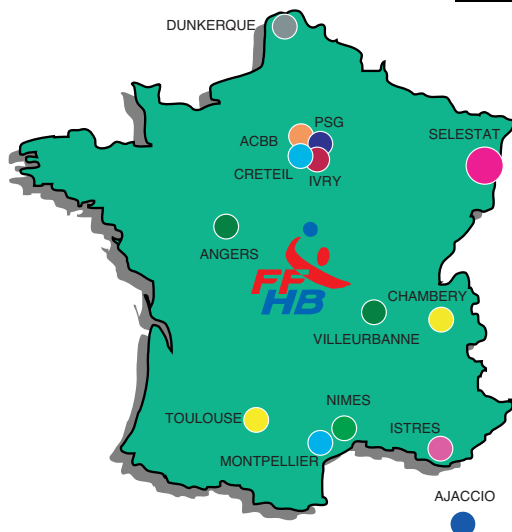 DUNKERQUE
PSG
ACBB
SELESTAT
CRETEIL
IVRY
ANGERS
FF
HB
CHAMBERY
VILLEURBANNE
NIMES
TOULOUSE
ISTRES
MONTPELLIER
AJACCIO